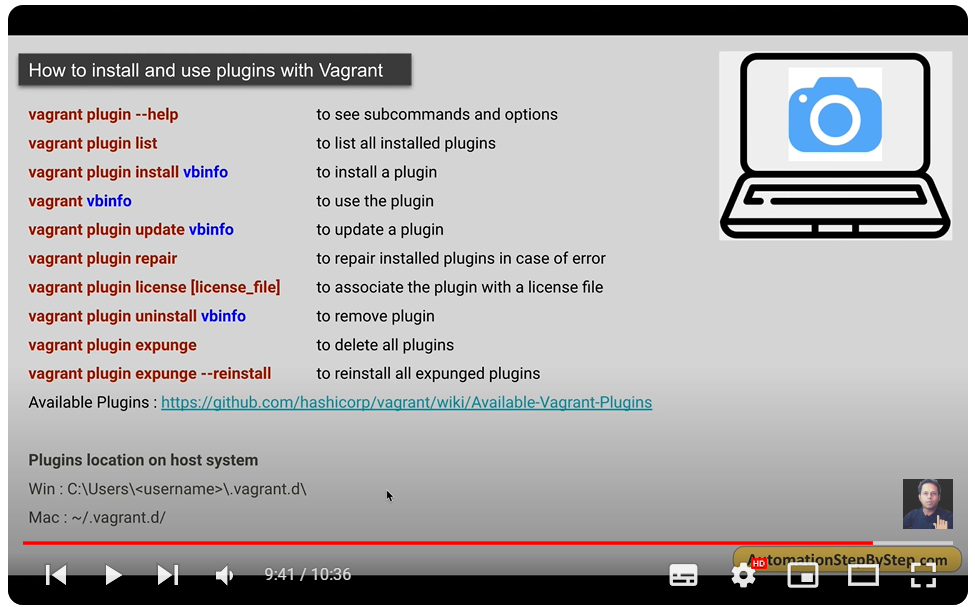 How to install and use plugins with Vagrant
vagrant plugin --help to see subcommands and options
vagrant plugin list to list all installed plugins
vagrant plugin install vbinfo to install a plugin
vagrant vbinfo to use the plugin
vagrant plugin update vbinfo to update a plugin
vagrant plugin repair to repair installed plugins in case of error
vagrant plugin license [license_file] to associate the plugin with a license file
vagrant plugin uninstall vbinfo to remove plugin
vagrant plugin expunge to delete all plugins
vagrant plugin expunge --reinstall to reinstall all expunged plugins
Available Plugins : https://github.com/hashicorp/vagrant/wiki/Available-Vagrant-Plugins
Plugins location on host system
Win : C:\Users\<username>\.vagrant.d\
Mac : ~/.vagrant.d/
AutomationStepByStep.com
9:41 / 10:36
HD